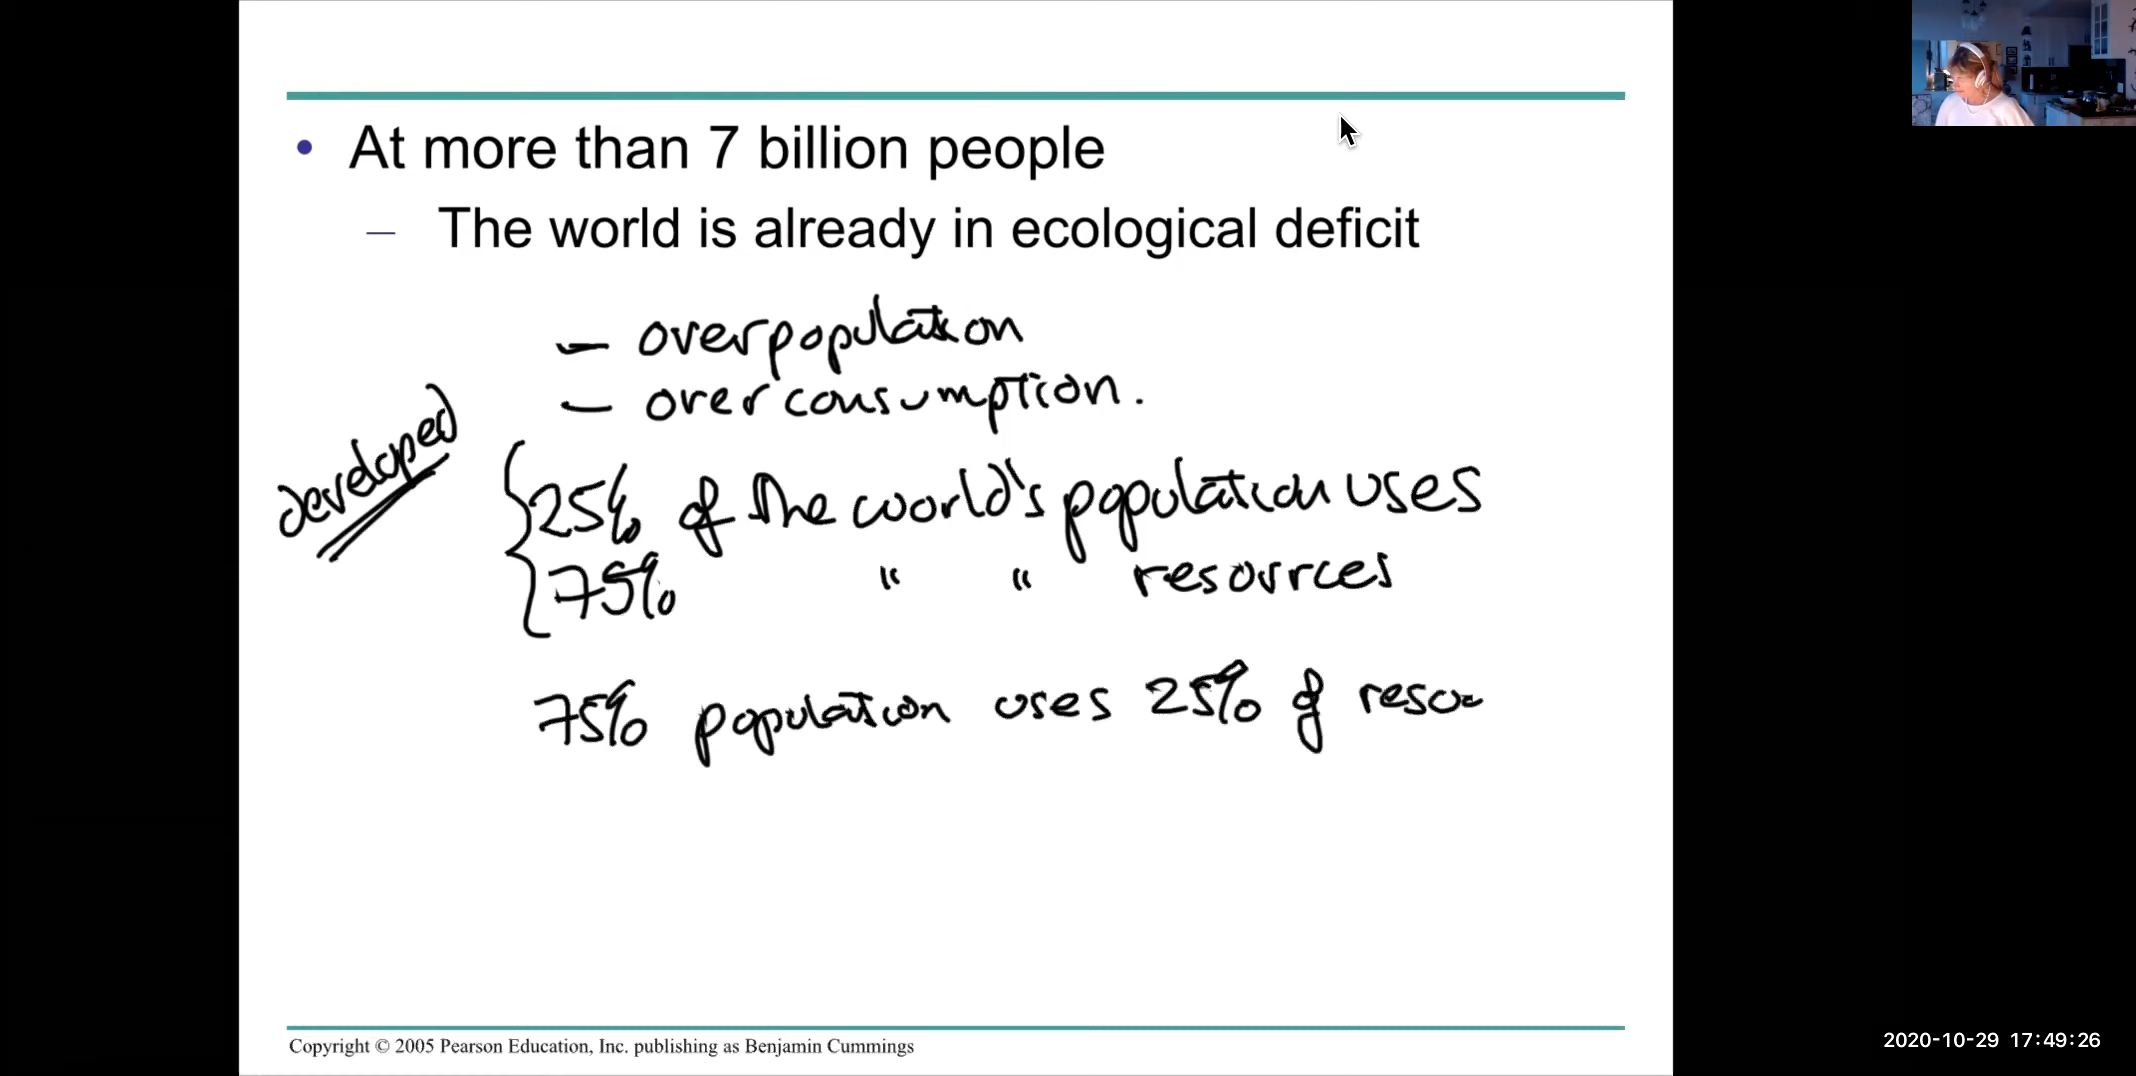 • At more than 7 billion people
– The world is already in ecological deficit
– overpopulation
– overconsumption.
developed
{25% of the world's population uses
75% " " resources
75% population uses 25% of reso
Copyright © 2005 Pearson Education, Inc. publishing as Benjamin Cummings
2020-10-29 17:49:26